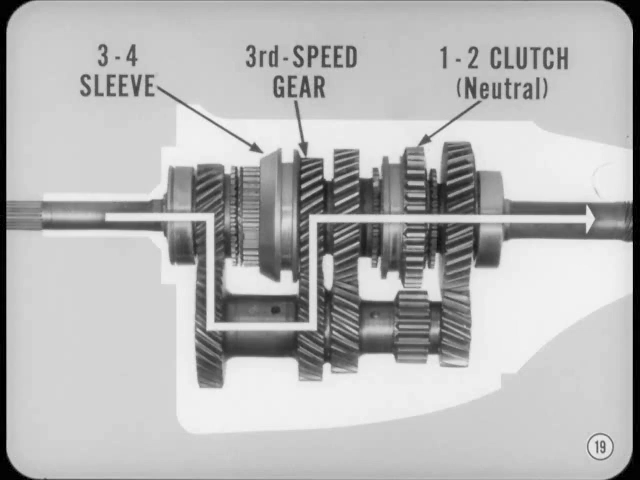 3-4
SLEEVE
3rd-SPEED
GEAR
1-2 CLUTCH
(Neutral)
19